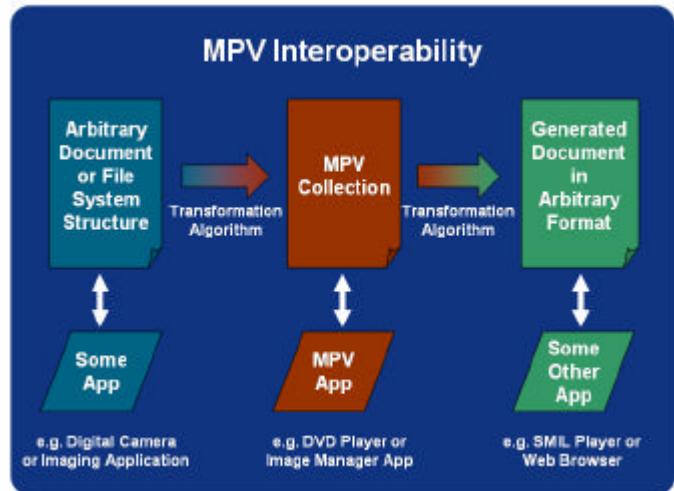 MPV Interoperability
Arbitrary
Document
or File
System
Structure
Transformation
Algorithm
MPV
Collection
Transformation
Algorithm
Generated
Document
in
Arbitrary
Format
Some
App
MPV
App
Some
Other
App
e.g. Digital Camera
or Imaging Application
e.g. DVD Player or
Image Manager App
e.g. SMIL Player or
Web Browser